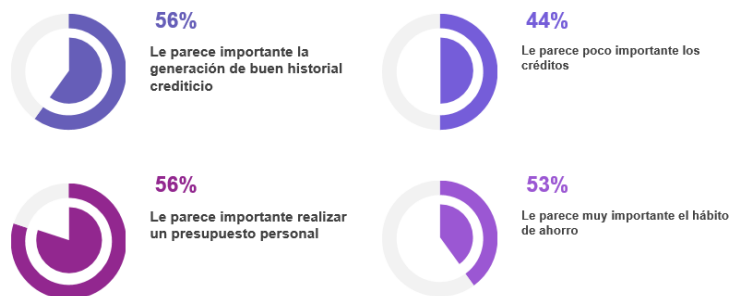 56%
Le parece importante la
generación de buen historial
crediticio
44%
Le parece poco importante los
créditos
56%
Le parece importante realizar
un presupuesto personal
53%
Le parece muy importante el hábito
de ahorro